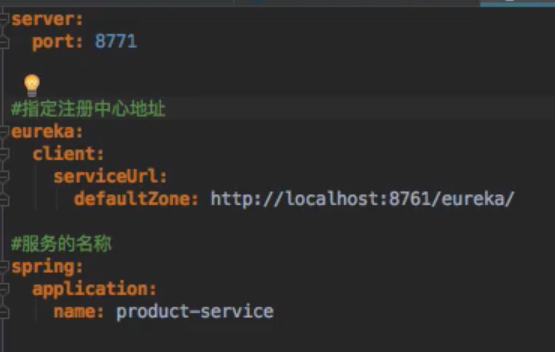 server:
  port: 8771
#指定注册中心地址
eureka:
  client:
    serviceUrl:
      defaultZone: http://localhost:8761/eureka/
#服务的名称
spring:
  application:
    name: product-service